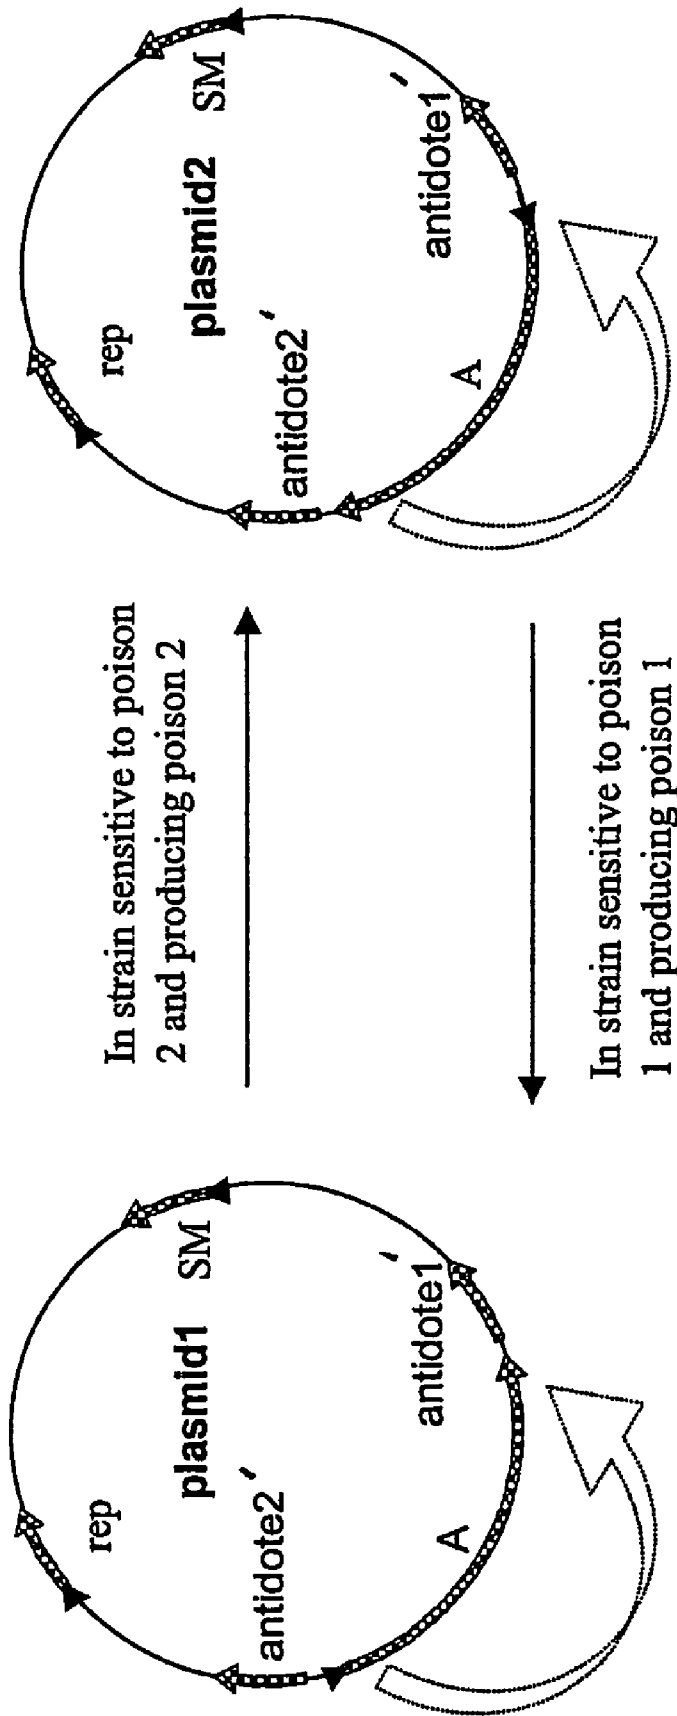 In strain sensitive to poison
2 and producing poison 2
In strain sensitive to poison
1 and producing poison 1
rep
SM
plasmid1
antidote2'
antidote1'
A
rep
SM
plasmid2
antidote2'
antidote1'
A